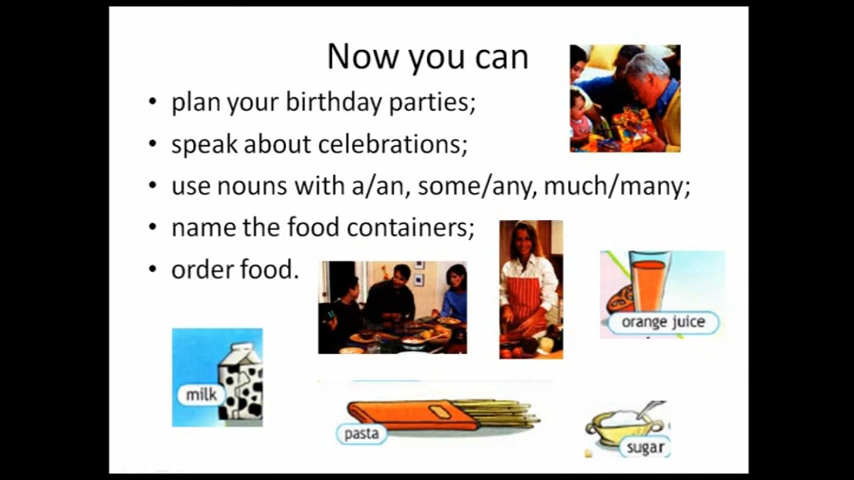 Now you can
• plan your birthday parties;
• speak about celebrations;
• use nouns with a/an, some/any, much/many;
• name the food containers;
• order food.
orange juice
milk
pasta
sugar